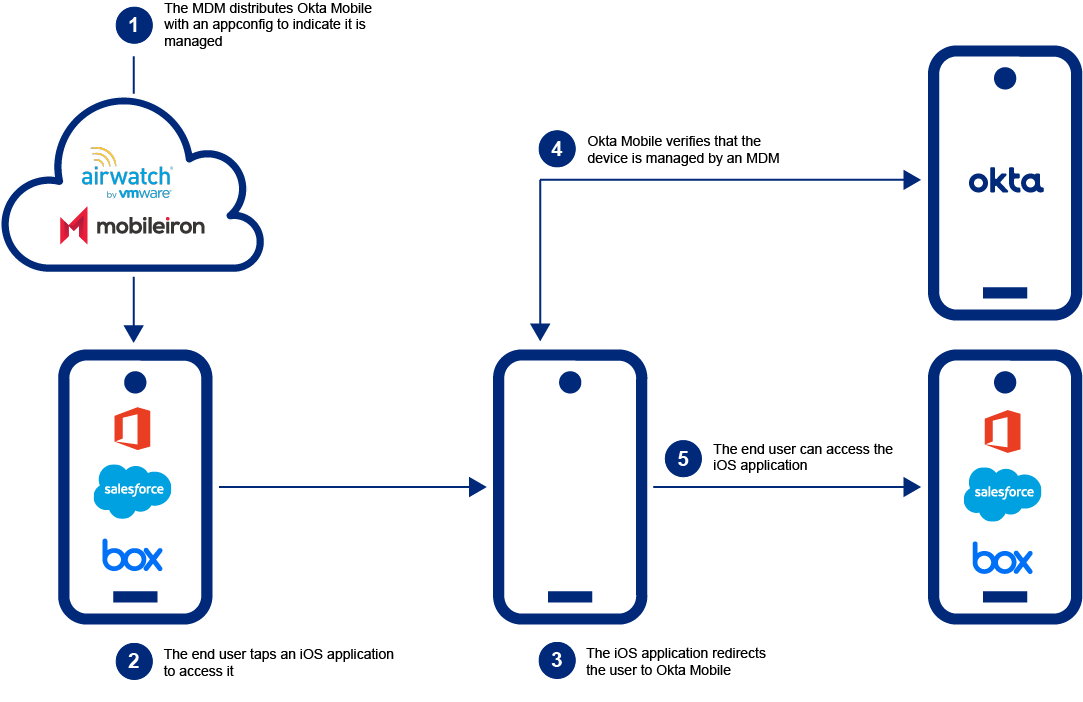 1
The MDM distributes Okta Mobile
with an appconfig to indicate it is
managed
airwatch
by vmware
mobileiron
4
Okta Mobile verifies that the
device is managed by an MDM
okta
salesforce
box
5
The end user can access the
iOS application
salesforce
box
2
The end user taps an iOS application
to access it
3
The iOS application redirects
the user to Okta Mobile